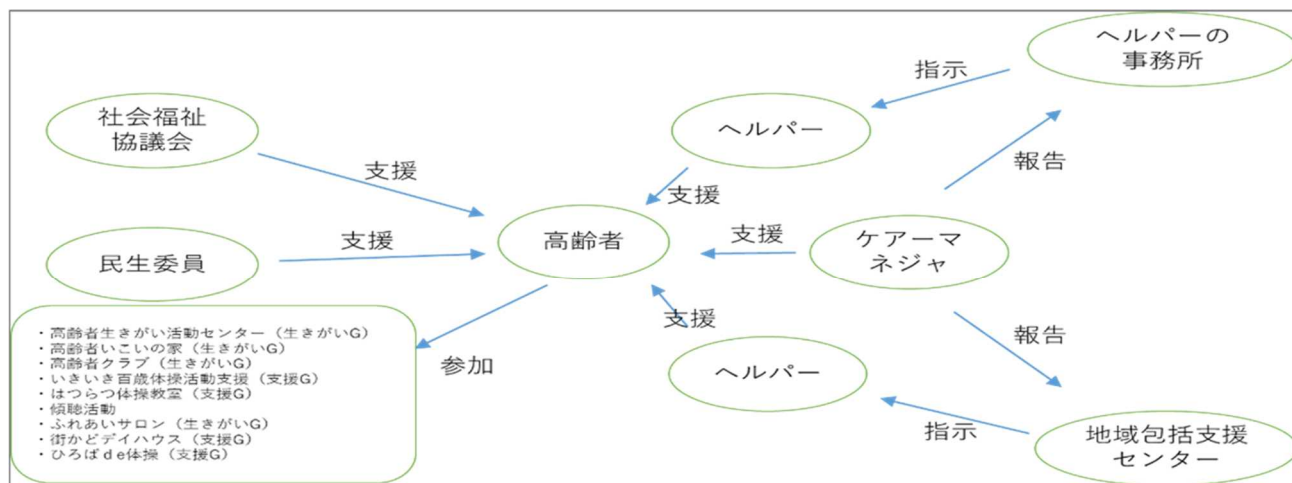 ヘルパーの
事務所
指示
社会福祉
協議会
ヘルパー
支援
報告
支援
高齢者
支援
支援
ケアーマ
ネジャ
民生委員
支援
報告
・高齢者生きがい活動センター（生きがいG）
・高齢者いこいの家（生きがいG）
・高齢者クラブ（生きがいG）
・いきいき百歳体操活動支援（支援G）
・はつらつ体操教室（支援G）
・傾聴活動
・ふれあいサロン（生きがいG）
・街かどデイハウス（支援G）
・ひろばde体操（支援G）
参加
ヘルパー
指示
地域包括支援
センター